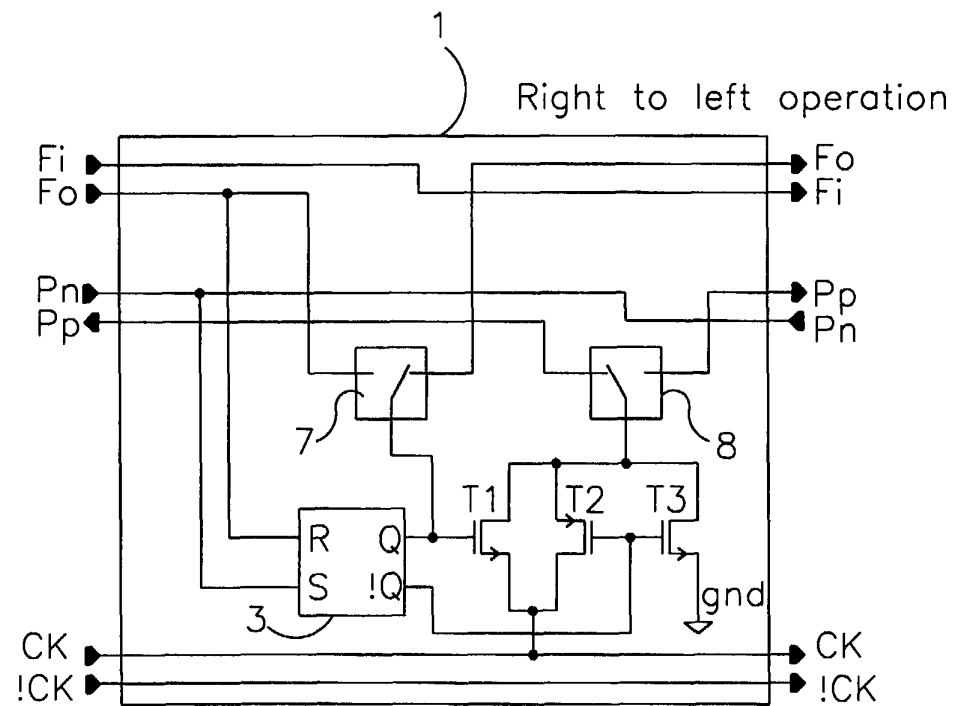 1
Right to left operation
Fi Fo
Fo Fi
Pn Pp
Pp Pn
7 8
T1 T2 T3
R Q
S !Q
gnd
3
CK CK
!CK !CK